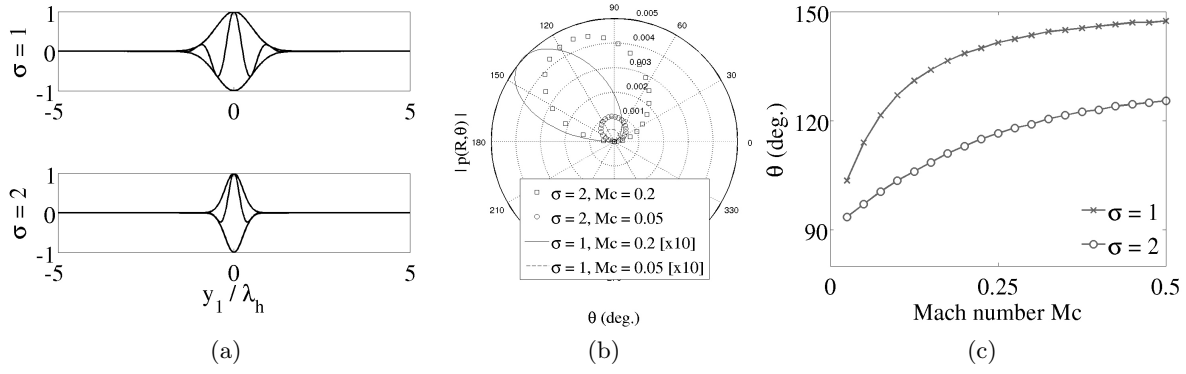 σ = 1
1
0
-1
-5
0
5
σ = 2
1
0
-1
-5
0
5
y1 / λh
(a)
90
60
30
0
330
210
180
150
120
0.005
0.004
0.003
0.002
0.001
| p(R,θ) |
σ = 2, Mc = 0.2
σ = 2, Mc = 0.05
σ = 1, Mc = 0.2 [x10]
σ = 1, Mc = 0.05 [x10]
θ (deg.)
(b)
150
120
90
θ (deg.)
σ = 1
σ = 2
0
0.25
0.5
Mach number Mc
(c)